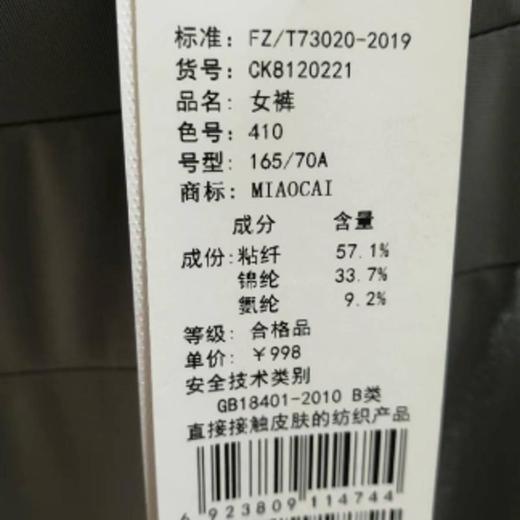 标准: FZ/T73020-2019
货号: CK8120221
品名: 女裤
色号: 410
号型: 165/70A
商标: MIAOCAI
成分 含量
成份:粘纤 57.1%
锦纶 33.7%
氨纶 9.2%
等级: 合格品
单价: ¥998
安全技术类别
GB18401-2010 B类
直接接触皮肤的纺织产品
6 923809 114744